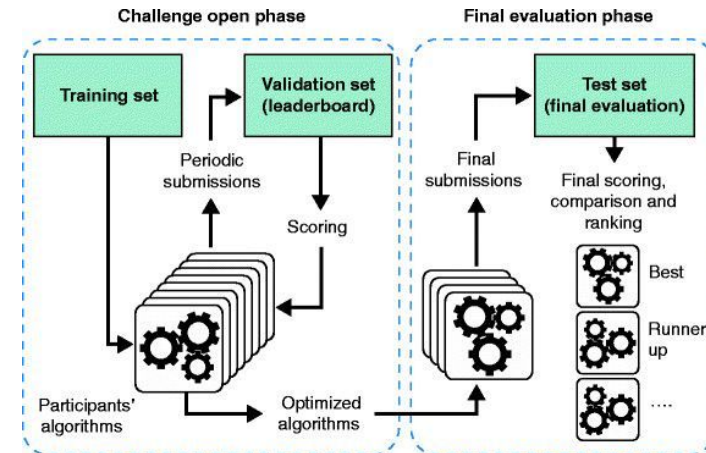 Challenge open phase
Final evaluation phase
Training set
Validation set
(leaderboard)
Test set
(final evaluation)
Periodic
submissions
Scoring
Final
submissions
Final scoring,
comparison and
ranking
Best
Runner
up
....
Participants'
algorithms
Optimized
algorithms